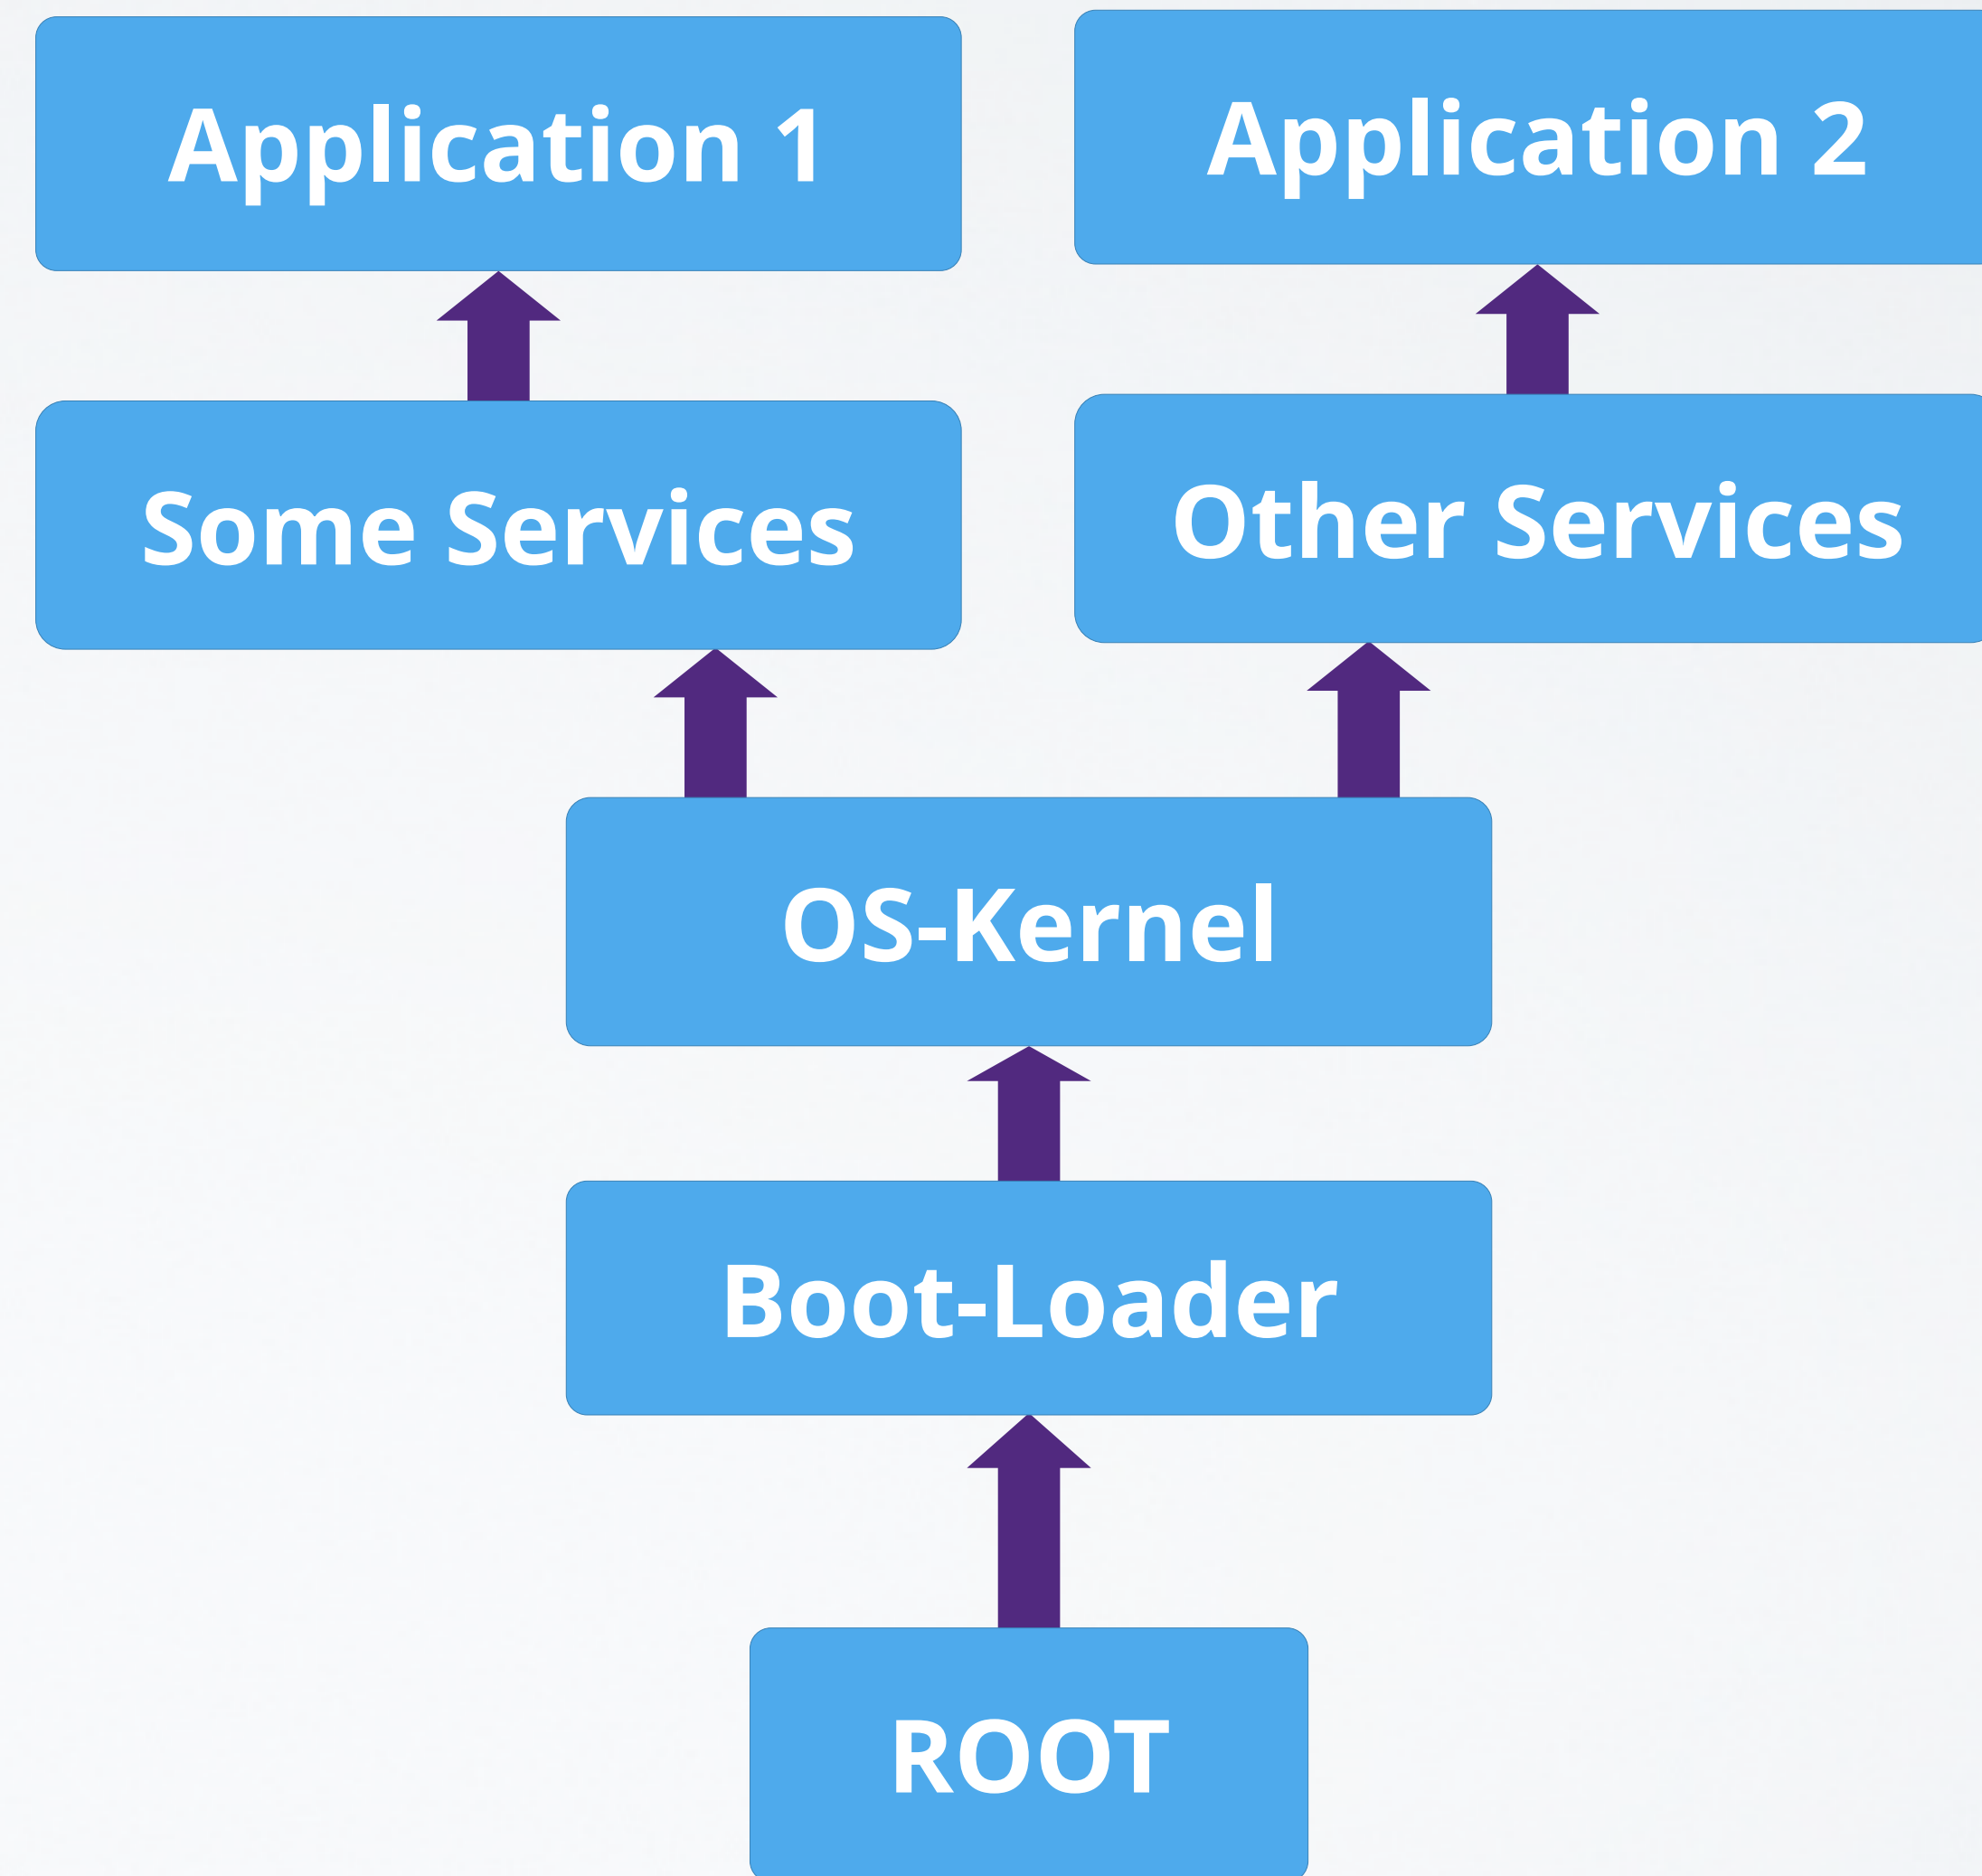 Application 1
Application 2
Some Services
Other Services
OS-Kernel
Boot-Loader
ROOT